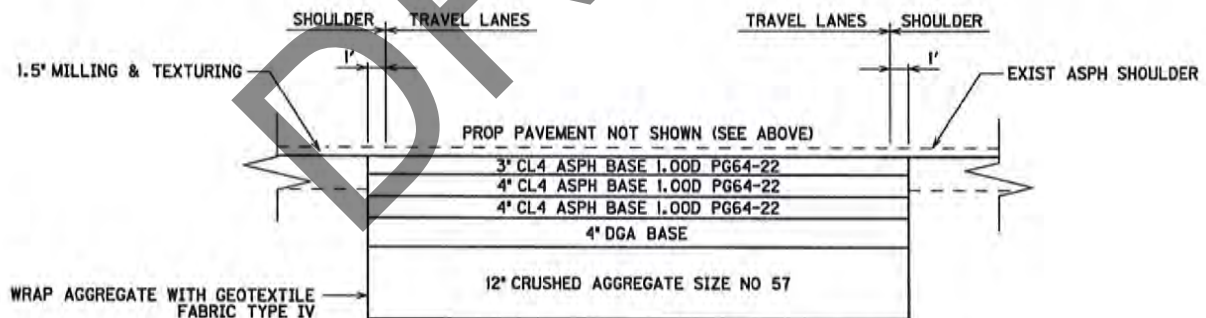 SHOULDER TRAVEL LANES TRAVEL LANES SHOULDER
1' 1'
1.5" MILLING & TEXTURING EXIST ASPH SHOULDER
PROP PAVEMENT NOT SHOWN (SEE ABOVE)
3" CL4 ASPH BASE 1.00D PG64-22
4" CL4 ASPH BASE 1.00D PG64-22
4" CL4 ASPH BASE 1.00D PG64-22
4" DGA BASE
12" CRUSHED AGGREGATE SIZE NO 57
WRAP AGGREGATE WITH GEOTEXTILE
FABRIC TYPE IV